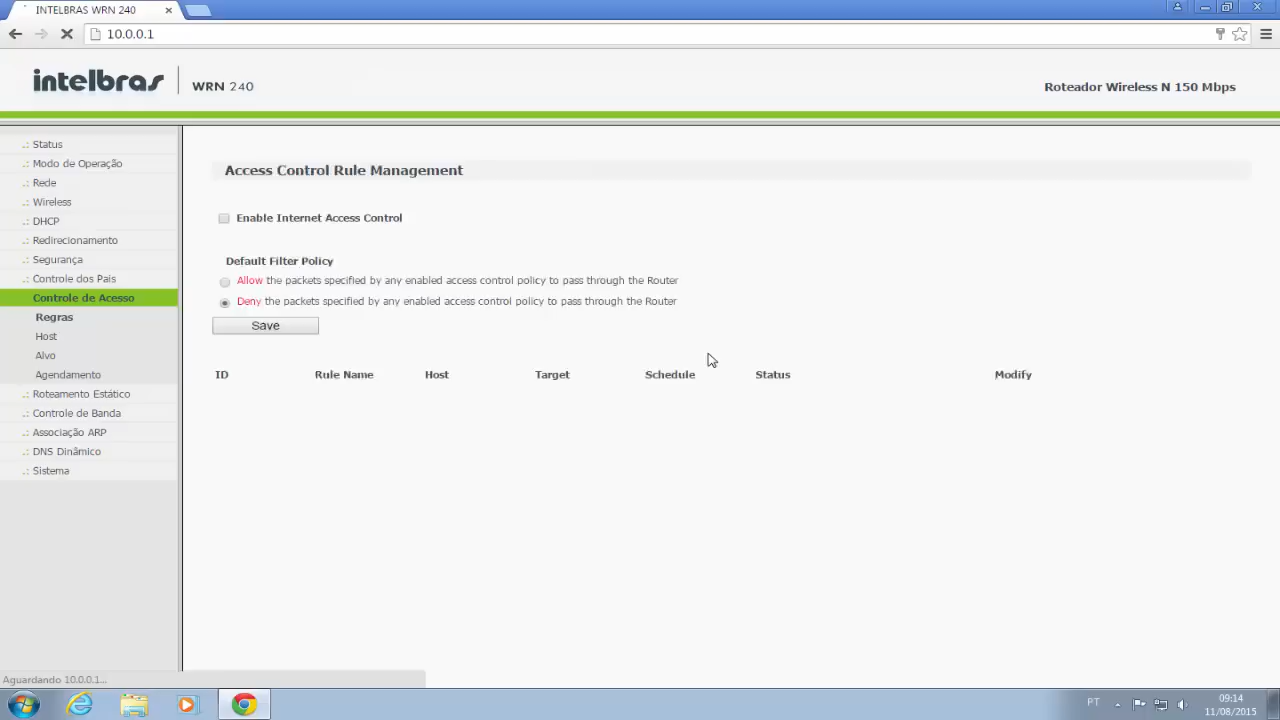 INTELBRAS WRN 240
10.0.0.1
intelbras WRN 240 Roteador Wireless N 150 Mbps
.: Status
.: Modo de Operação
.: Rede
.: Wireless
.: DHCP
.: Redirecionamento
.: Segurança
.: Controle dos Pais
Controle de Acesso
Regras
Host
Alvo
Agendamento
.: Roteamento Estático
.: Controle de Banda
.: Associação ARP
.: DNS Dinâmico
.: Sistema
Access Control Rule Management
Enable Internet Access Control
Default Filter Policy
Allow the packets specified by any enabled access control policy to pass through the Router
Deny the packets specified by any enabled access control policy to pass through the Router
Save
ID Rule Name Host Target Schedule Status Modify
Aguardando 10.0.0.1...
PT
09:14
11/08/2015